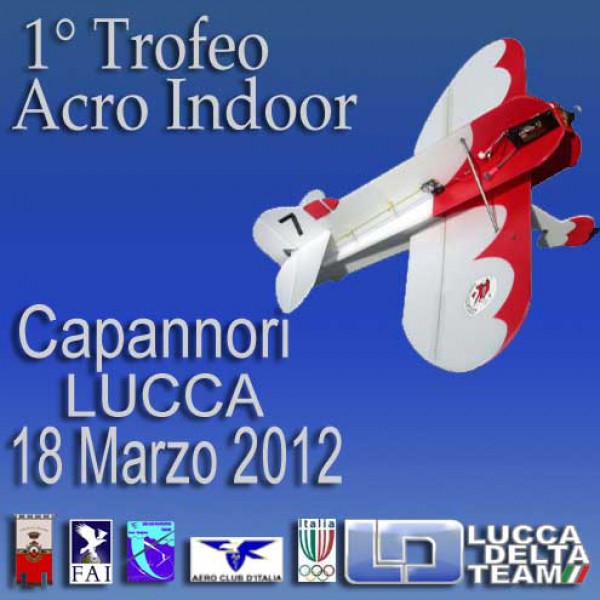 1° Trofeo
Acro Indoor
7
Capannori
LUCCA
18 Marzo 2012
FAI
AERO CLUB D'ITALIA
Italia
LUCCA
DELTA
TEAM